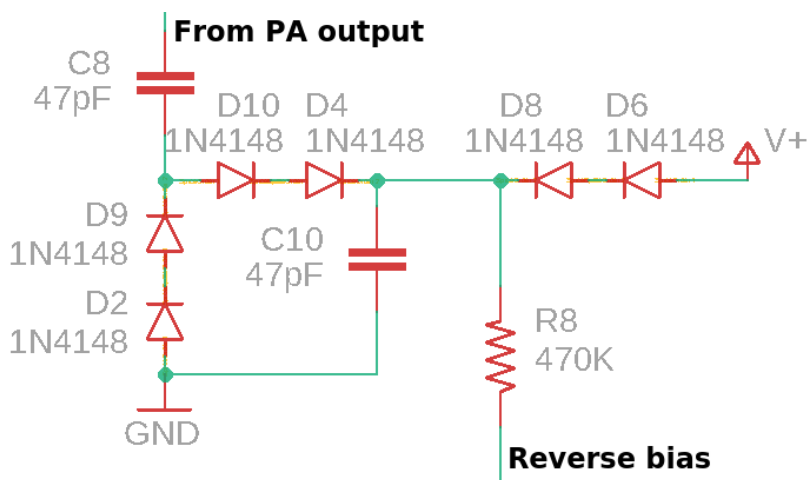 From PA output
C8
47pF
D10
D4
D8
D6
1N4148
1N4148
1N4148
1N4148
V+
D9
1N4148
C10
47pF
D2
1N4148
R8
470K
GND
Reverse bias